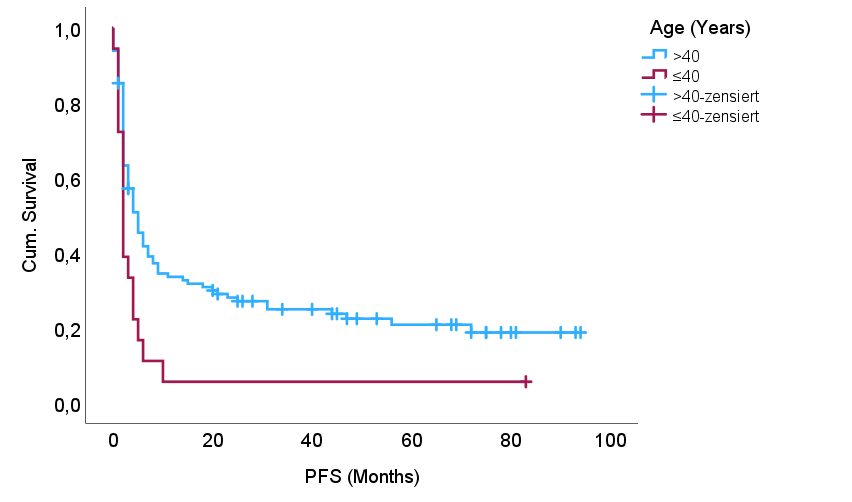 Age (Years)
>40
≤40
>40-zensiert
≤40-zensiert
Cum. Survival
1,0
0,8
0,6
0,4
0,2
0,0
0 20 40 60 80 100
PFS (Months)